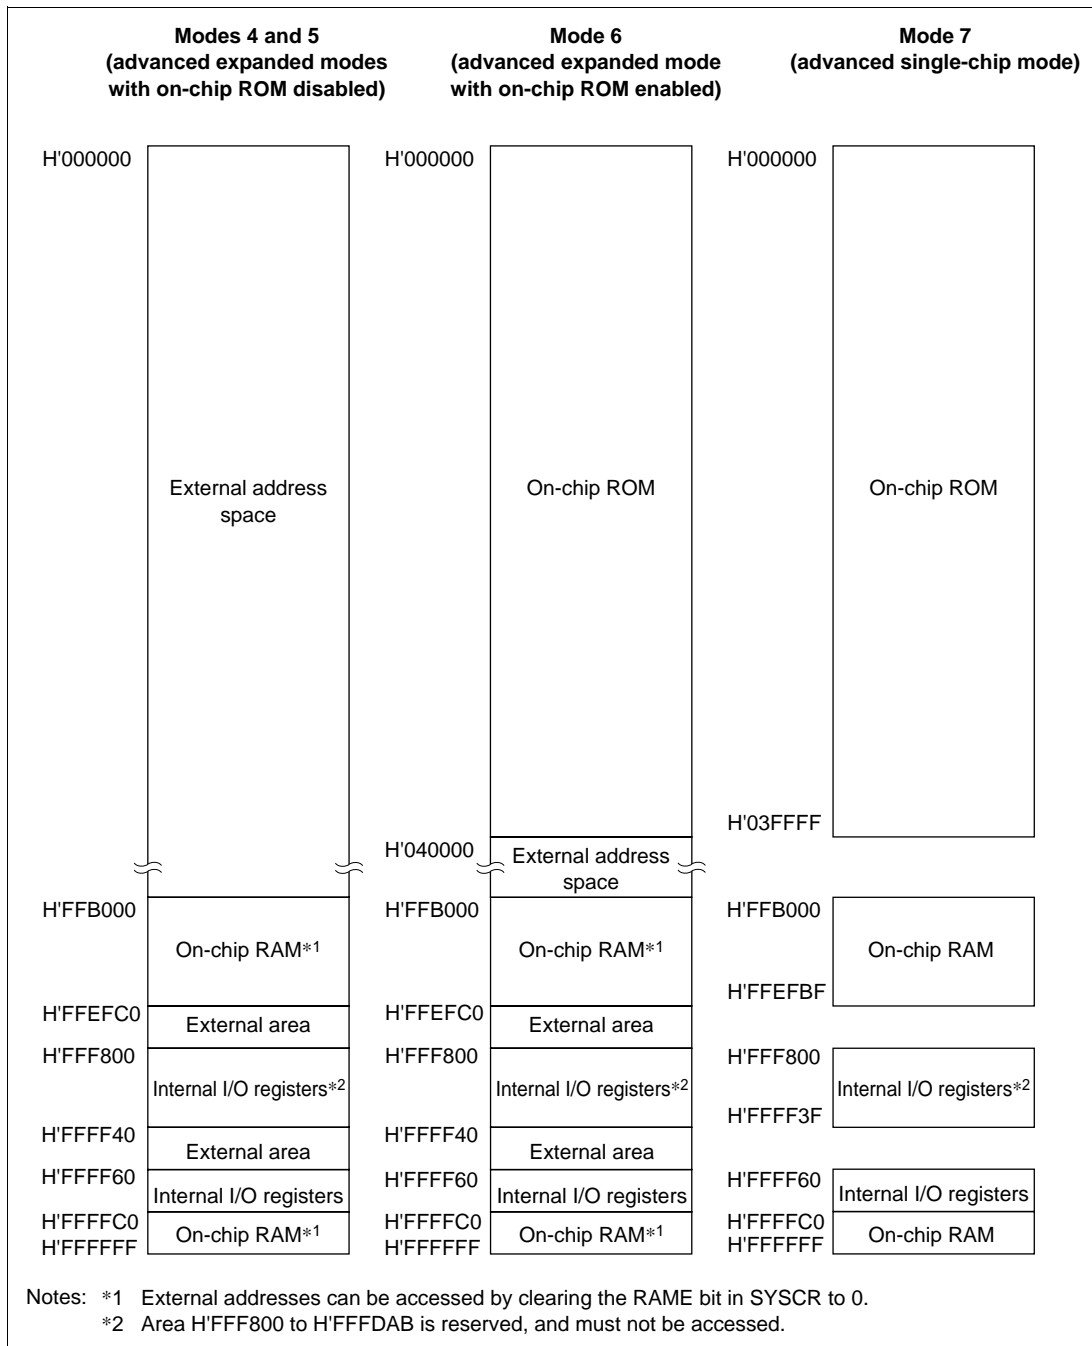 Modes 4 and 5
(advanced expanded modes
with on-chip ROM disabled)
Mode 6
(advanced expanded mode
with on-chip ROM enabled)
Mode 7
(advanced single-chip mode)
H'000000
External address
space
H'FFB000
On-chip RAM*1
H'FFEFC0
External area
H'FFF800
Internal I/O registers*2
H'FFFF40
External area
H'FFFF60
Internal I/O registers
H'FFFFC0
On-chip RAM*1
H'FFFFFF
H'000000
On-chip ROM
H'040000
External address
space
H'FFB000
On-chip RAM*1
H'FFEFC0
External area
H'FFF800
Internal I/O registers*2
H'FFFF40
External area
H'FFFF60
Internal I/O registers
H'FFFFC0
On-chip RAM*1
H'FFFFFF
H'000000
On-chip ROM
H'03FFFF
H'FFB000
On-chip RAM
H'FFEFBF
H'FFF800
Internal I/O registers*2
H'FFFF3F
H'FFFF60
Internal I/O registers
H'FFFFC0
On-chip RAM
H'FFFFFF
Notes: *1 External addresses can be accessed by clearing the RAME bit in SYSCR to 0.
*2 Area H'FFF800 to H'FFFDAB is reserved, and must not be accessed.